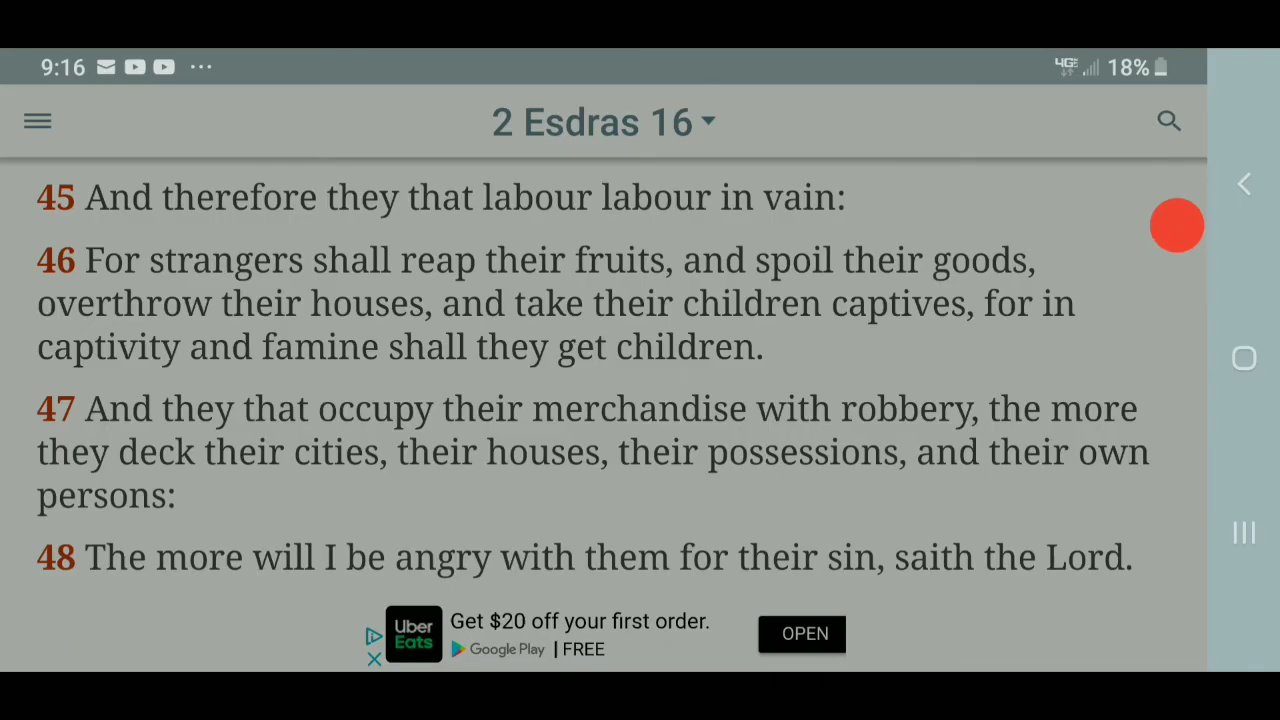 9:16 ... 4GE 18%
2 Esdras 16
45 And therefore they that labour labour in vain:
46 For strangers shall reap their fruits, and spoil their goods,
overthrow their houses, and take their children captives, for in
captivity and famine shall they get children.
47 And they that occupy their merchandise with robbery, the more
they deck their cities, their houses, their possessions, and their own
persons:
48 The more will I be angry with them for their sin, saith the Lord.
Uber
Eats
Get $20 off your first order.
Google Play | FREE
OPEN